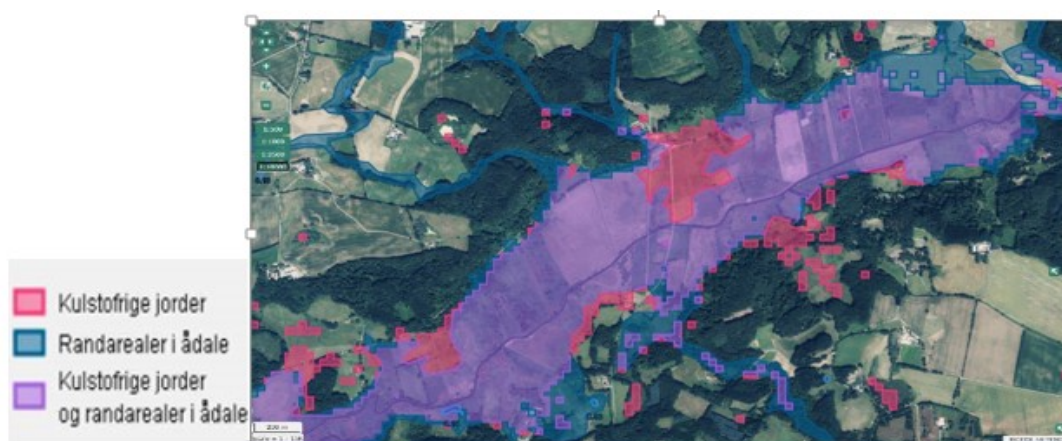 Kulstofrige jorder
Randarealer i ådale
Kulstofrige jorder
og randarealer i ådale
200 m